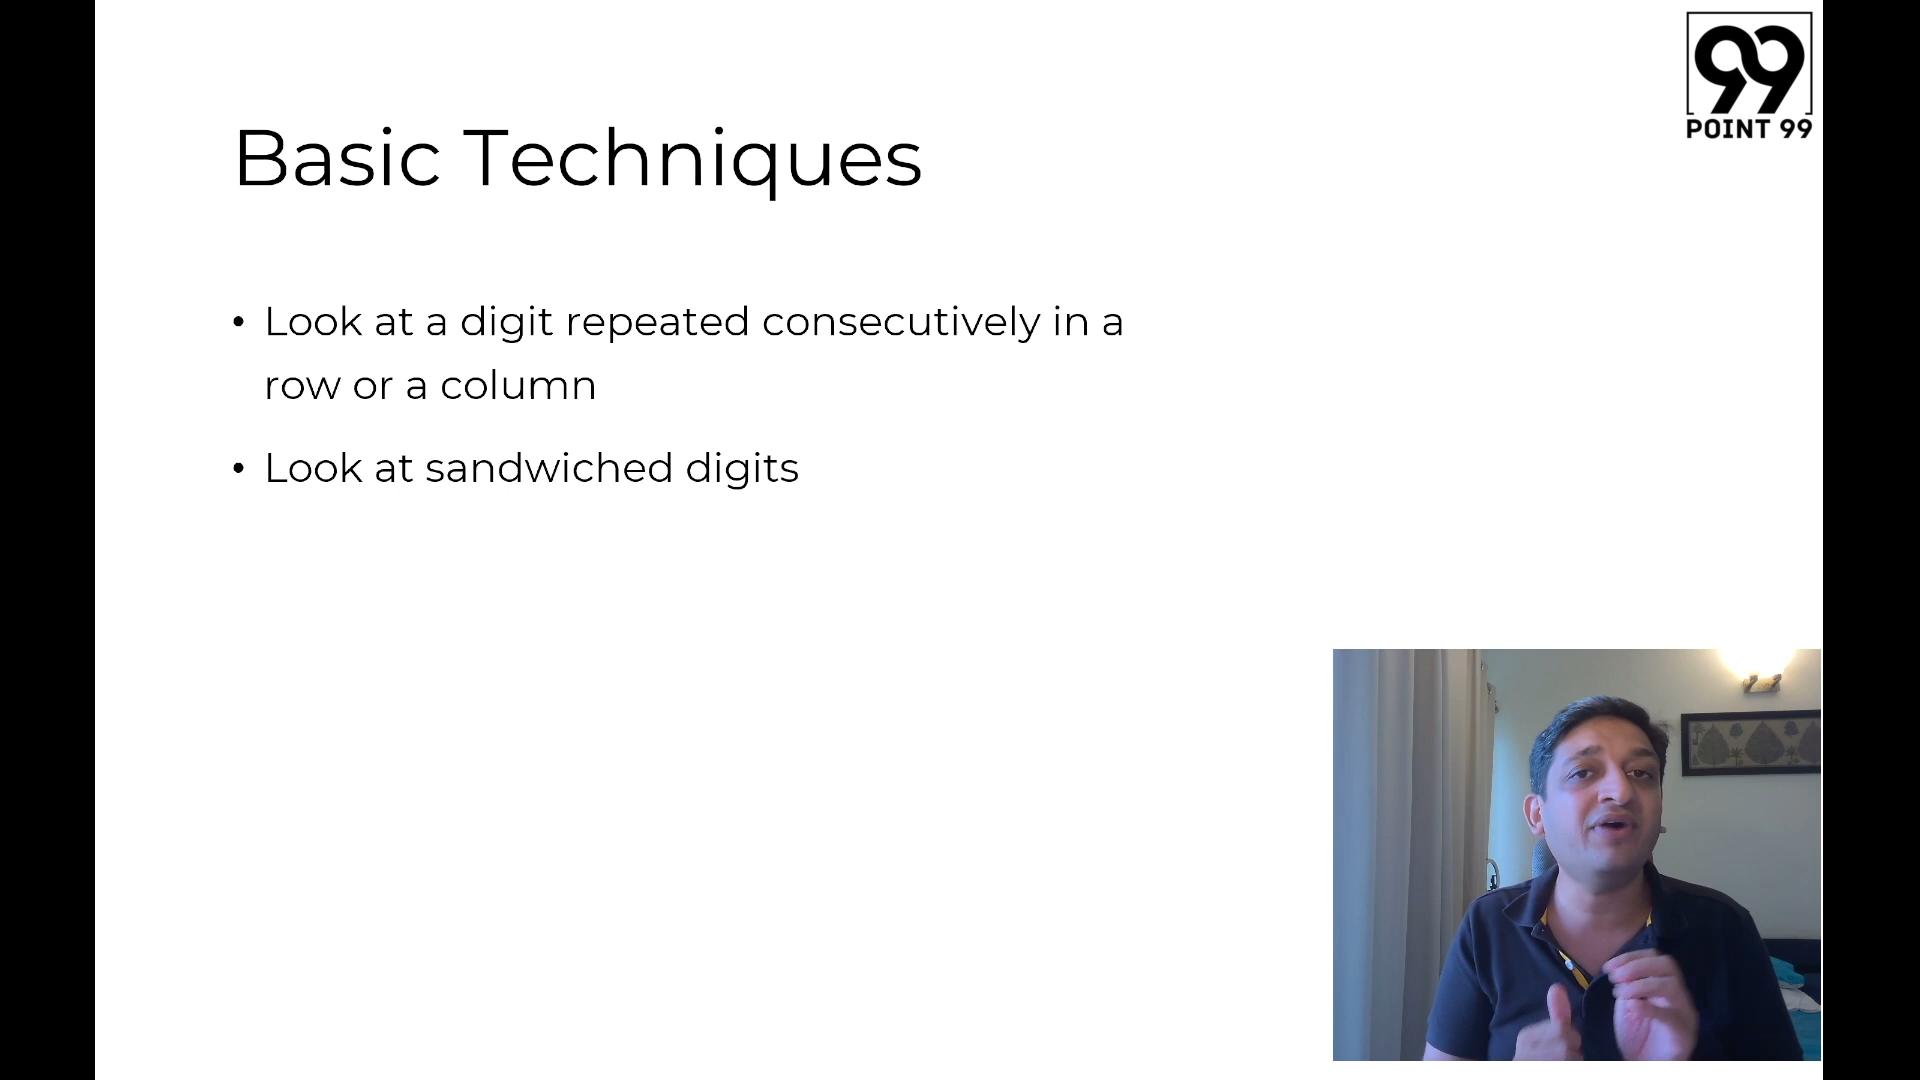 99
POINT 99
Basic Techniques
• Look at a digit repeated consecutively in a
row or a column
• Look at sandwiched digits